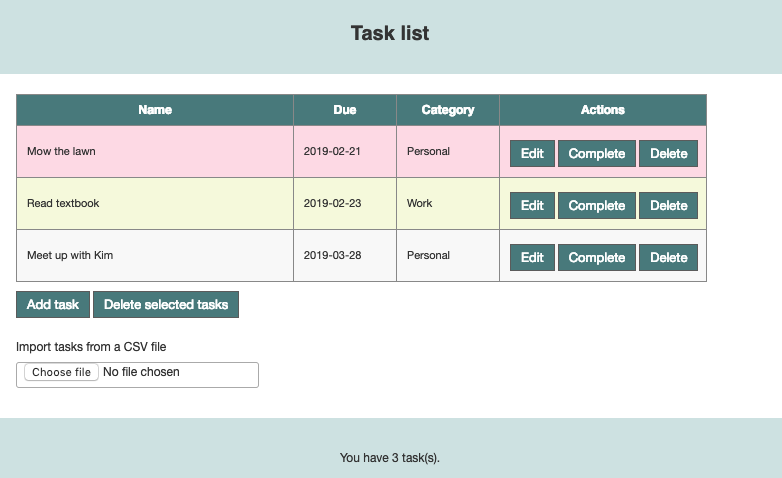 Task list
Name Due Category Actions
Mow the lawn 2019-02-21 Personal Edit Complete Delete
Read textbook 2019-02-23 Work Edit Complete Delete
Meet up with Kim 2019-03-28 Personal Edit Complete Delete
Add task Delete selected tasks
Import tasks from a CSV file
Choose file No file chosen
You have 3 task(s).